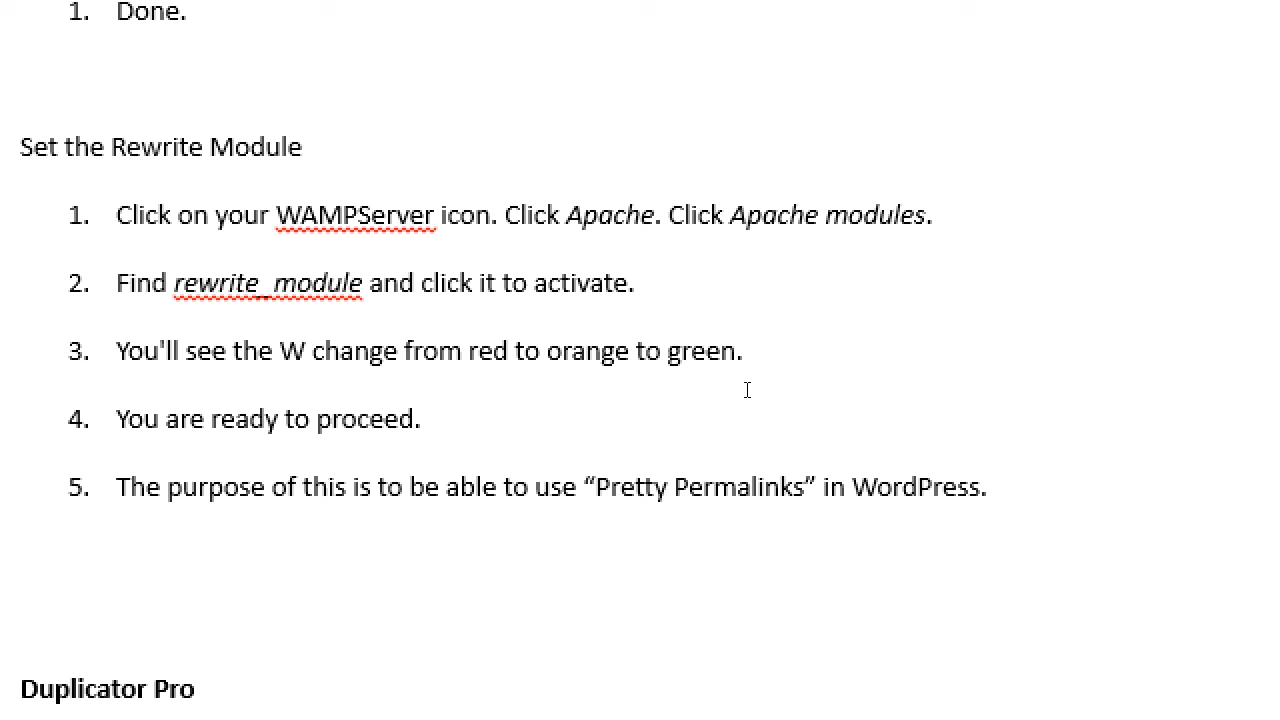 1. Done.
Set the Rewrite Module
1. Click on your WAMPServer icon. Click Apache. Click Apache modules.
2. Find rewrite_module and click it to activate.
3. You'll see the W change from red to orange to green.
4. You are ready to proceed.
5. The purpose of this is to be able to use “Pretty Permalinks” in WordPress.
Duplicator Pro